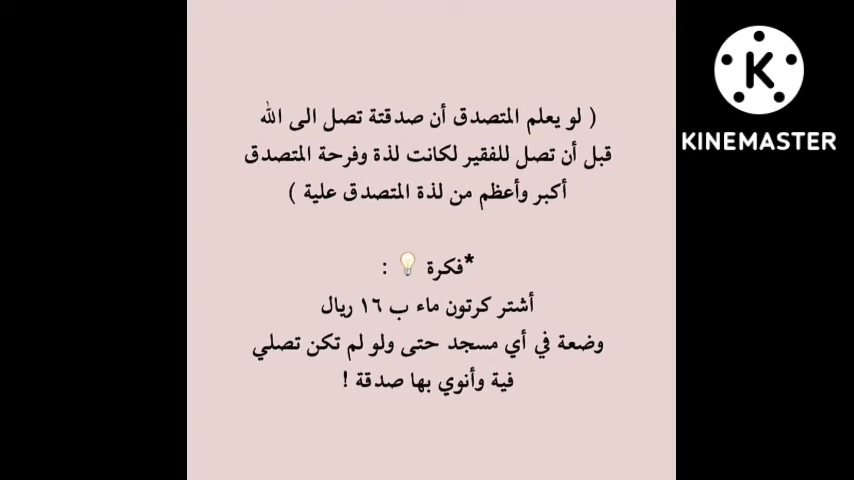 ( لو يعلم المتصدق أن صدقتة تصل الى الله
قبل أن تصل للفقير لكانت لذة وفرحة المتصدق
أكبر وأعظم من لذة المتصدق علية )
*فكرة 💡 :
أشتر كرتون ماء ب ١٦ ريال
وضعة في أي مسجد حتى ولو لم تكن تصلي
فية وأنوي بها صدقة !
K
KINEMASTER